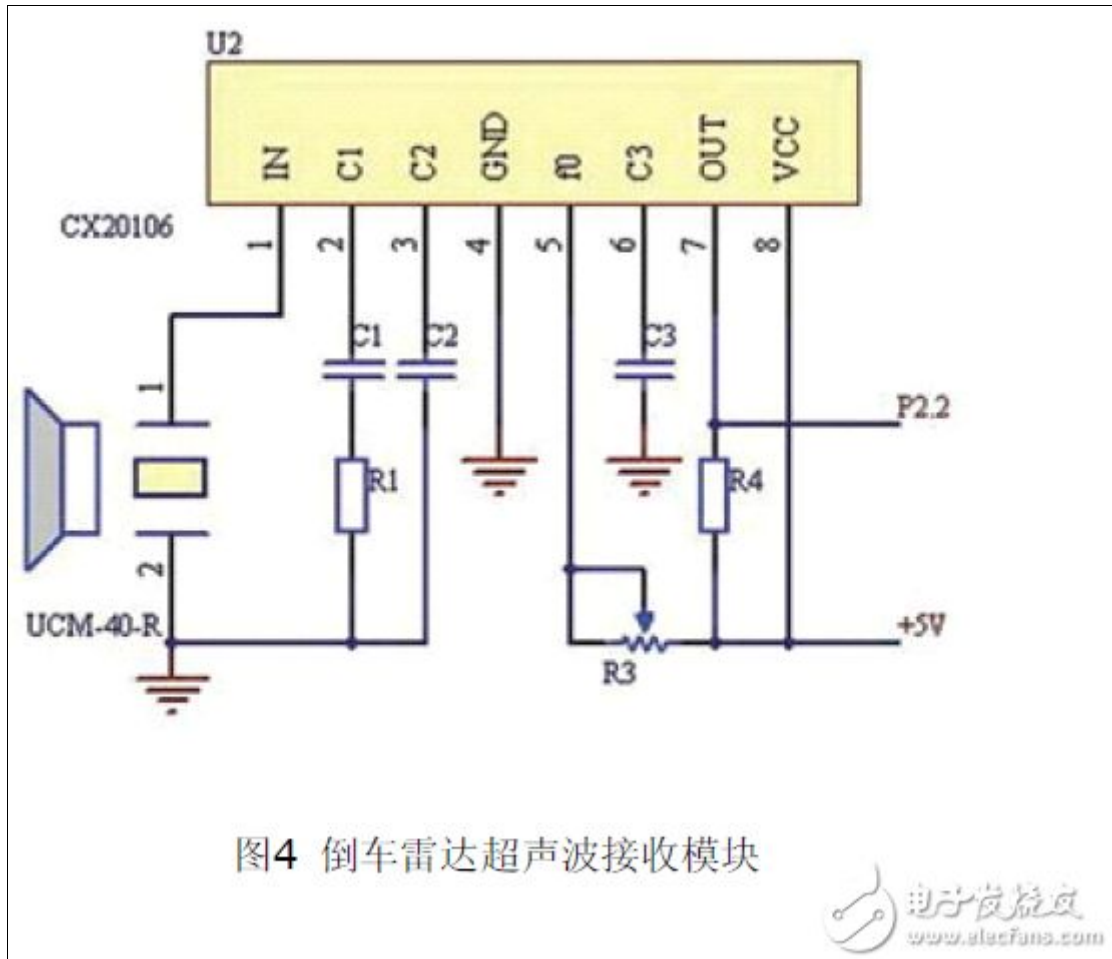 U2
IN C1 C2 GND f0 C3 OUT VCC
CX20106
1 2 3 4 5 6 7 8
C1 C2 C3
1
P2.2
R1 R4
2
UCM-40-R
+5V
R3
图4 倒车雷达超声波接收模块
电子发烧友
www.elecfans.com